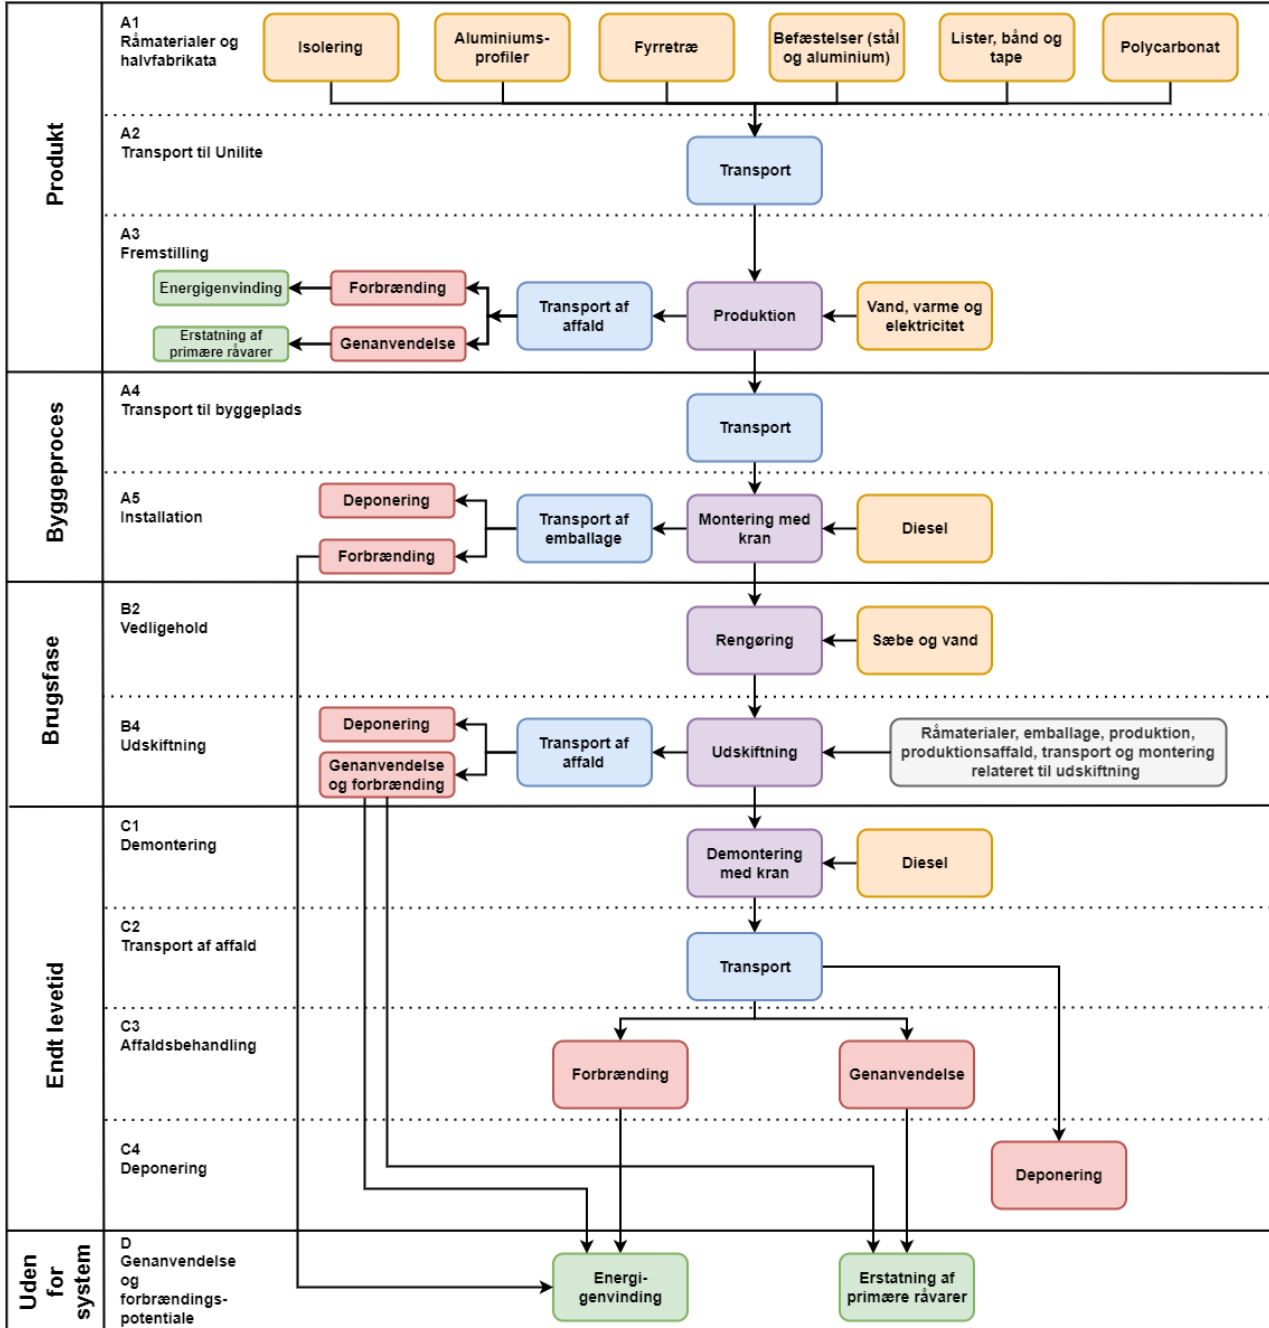 Produkt
A1
Råmaterialer og
halvfabrikata
Isolering
Aluminiums-
profiler
Fyrretræ
Befæstelser (stål
og aluminium)
Lister, bånd og
tape
Polycarbonat
A2
Transport til Unilite
Transport
A3
Fremstilling
Energigenvinding
Forbrænding
Erstatning af
primære råvarer
Genanvendelse
Transport af
affald
Produktion
Vand, varme og
elektricitet
Byggeproces
A4
Transport til byggeplads
Transport
A5
Installation
Deponering
Forbrænding
Transport af
emballage
Montering med
kran
Diesel
Brugsfase
B2
Vedligehold
Rengøring
Sæbe og vand
B4
Udskiftning
Deponering
Genanvendelse
og forbrænding
Transport af
affald
Udskiftning
Råmaterialer, emballage, produktion,
produktionsaffald, transport og montering
relateret til udskiftning
Endt levetid
C1
Demontering
Demontering
med kran
Diesel
C2
Transport af affald
Transport
C3
Affaldsbehandling
Forbrænding
Genanvendelse
C4
Deponering
Deponering
Uden
for
system
D
Genanvendelse
og
forbrændings-
potentiale
Energi-
genvinding
Erstatning af
primære råvarer